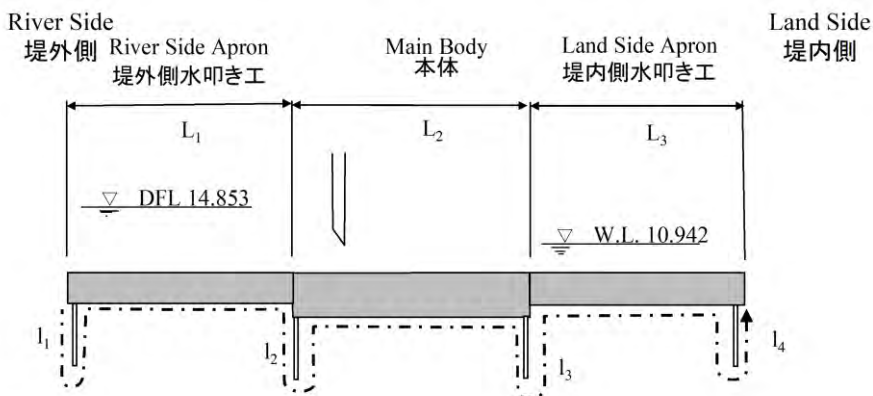 River Side
堤外側
River Side Apron
堤外側水叩き工
Main Body
本体
Land Side Apron
堤内側水叩き工
Land Side
堤内側
L₁
L₂
L₃
▽ DFL 14.853
▽ W.L. 10.942
l₁
l₂
l₃
l₄